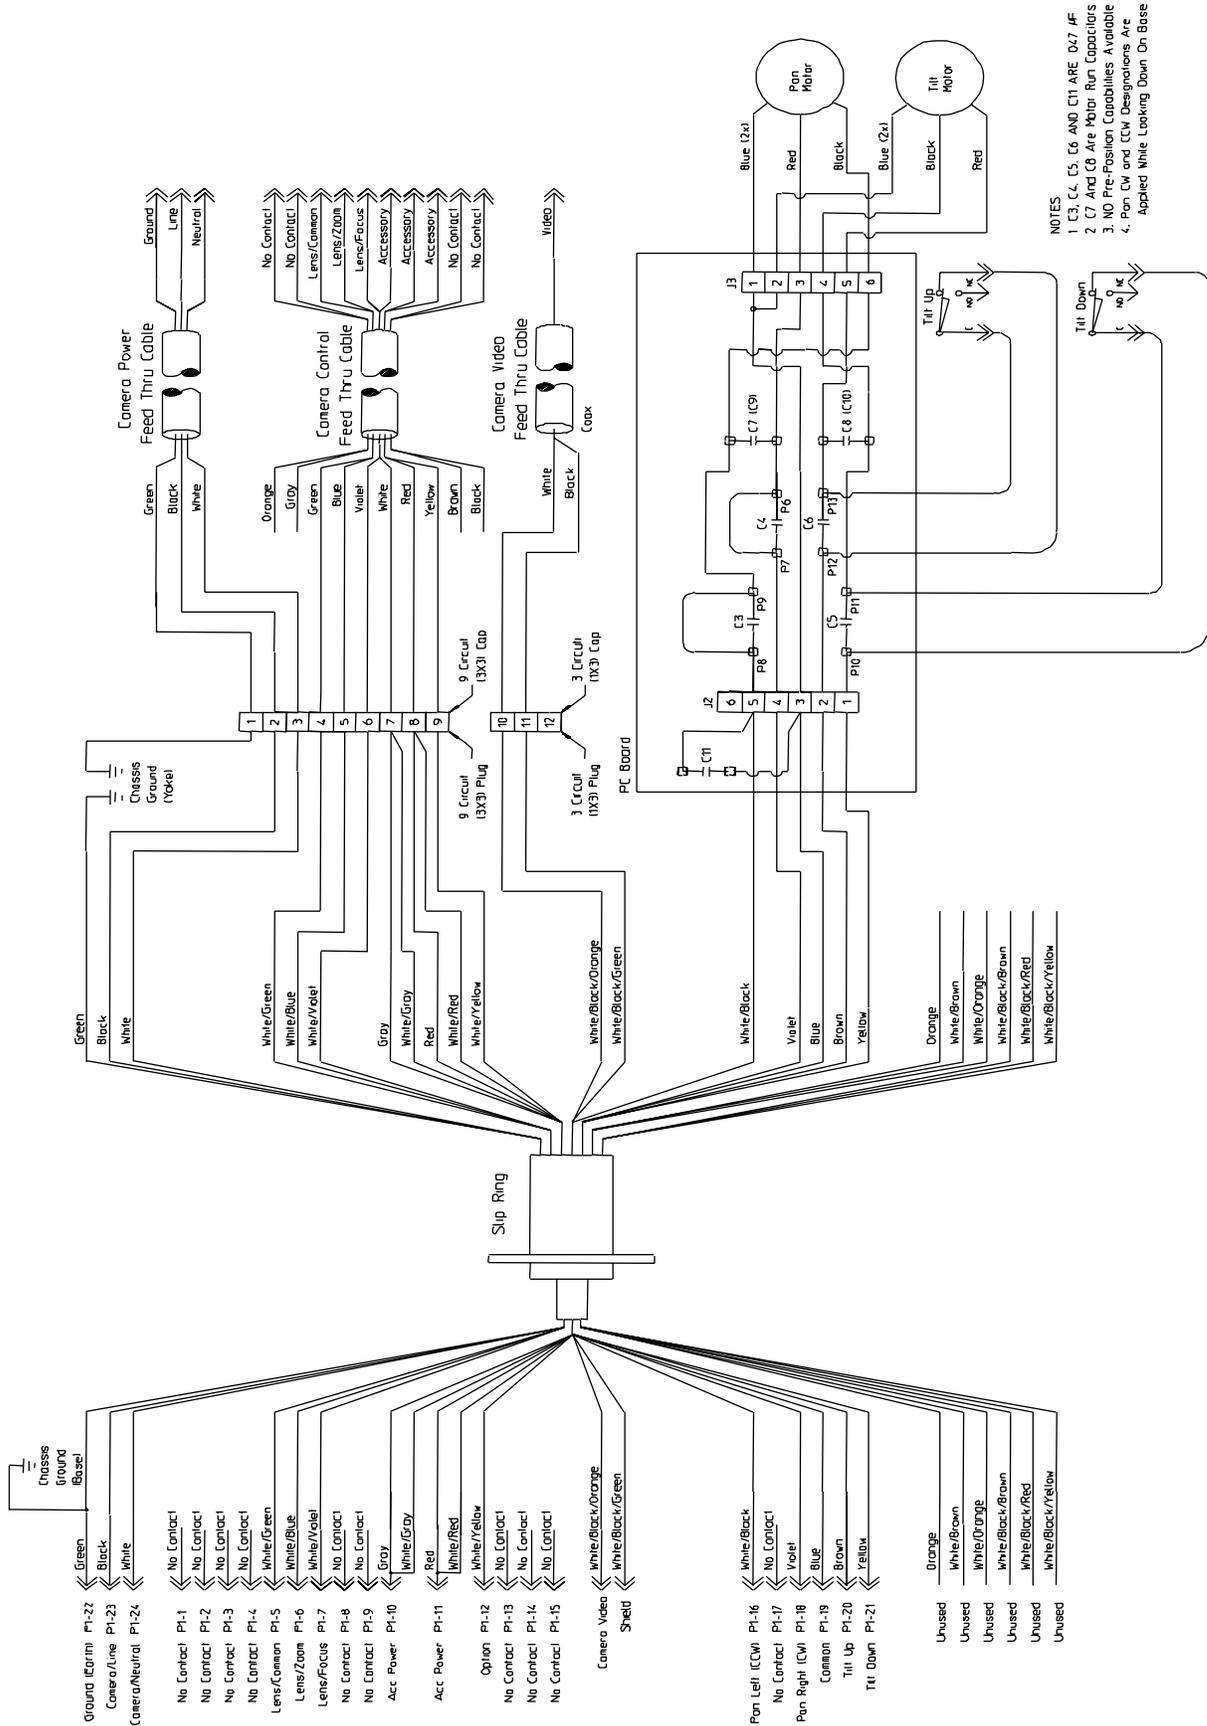 Ground (Earth) P1-22
Camera/Line P1-23
Camera/Neutral P1-24
No Contact P1-1
No Contact P1-2
No Contact P1-3
No Contact P1-4
Lens/Common P1-5
Lens/Zoom P1-6
Lens/Focus P1-7
No Contact P1-8
No Contact P1-9
Acc Power P1-10
Acc Power P1-11
Option P1-12
No Contact P1-13
No Contact P1-14
No Contact P1-15
Camera Video
Shield
Pan Left (CCW) P1-16
No Contact P1-17
Pan Right (CW) P1-18
Common P1-19
Tilt Up P1-20
Tilt Down P1-21
Unused
Unused
Unused
Unused
Unused
Unused
Chassis
Ground
(Base)
Green
Black
White
No Contact
No Contact
No Contact
No Contact
White/Green
White/Blue
White/Violet
No Contact
No Contact
Gray
White/Gray
Red
White/Red
White/Yellow
No Contact
No Contact
No Contact
White/Black/Orange
White/Black/Green
White/Black
No Contact
Violet
Blue
Brown
Yellow
Orange
White/Brown
White/Orange
White/Black/Brown
White/Black/Red
White/Black/Yellow
Slip Ring
Green
Black
White
White/Green
White/Blue
White/Violet
Gray
White/Gray
Red
White/Red
White/Yellow
White/Black/Orange
White/Black/Green
White/Black
Violet
Blue
Brown
Yellow
Orange
White/Brown
White/Orange
White/Black/Brown
White/Black/Red
White/Black/Yellow
Chassis
Ground
(Yoke)
1
2
3
4
5
6
7
8
9
9 Circuit
(3X3) Plug
9 Circuit
(3X3) Cap
10
11
12
3 Circuit
(1X3) Plug
3 Circuit
(1X3) Cap
Green
Black
White
Orange
Gray
Green
Blue
Violet
White
Red
Yellow
Brown
Black
White
Black
Camera Power
Feed Thru Cable
Camera Control
Feed Thru Cable
Camera Video
Feed Thru Cable
Coax
Ground
Line
Neutral
No Contact
No Contact
Lens/Common
Lens/Zoom
Lens/Focus
Accessory
Accessory
Accessory
No Contact
No Contact
Video
PC Board
C11
J2
6
5
4
3
2
1
P8
C3
P9
P7
C4
P6
P12
C6
P13
P10
C5
P11
C7 (C9)
C8 (C10)
J3
1
2
3
4
5
6
Blue (2x)
Red
Black
Blue (2x)
Black
Red
Pan
Motor
Tilt
Motor
Tilt Up
C
NO
NC
Tilt Down
C
NO
NC
NOTES
1 C3, C4, C5, C6 AND C11 ARE 047 µF
2 C7 And C8 Are Motor Run Capacitors
3. NO Pre-Position Capabilities Available
4. Pan CW and CCW Designations Are
Applied While Looking Down On Base